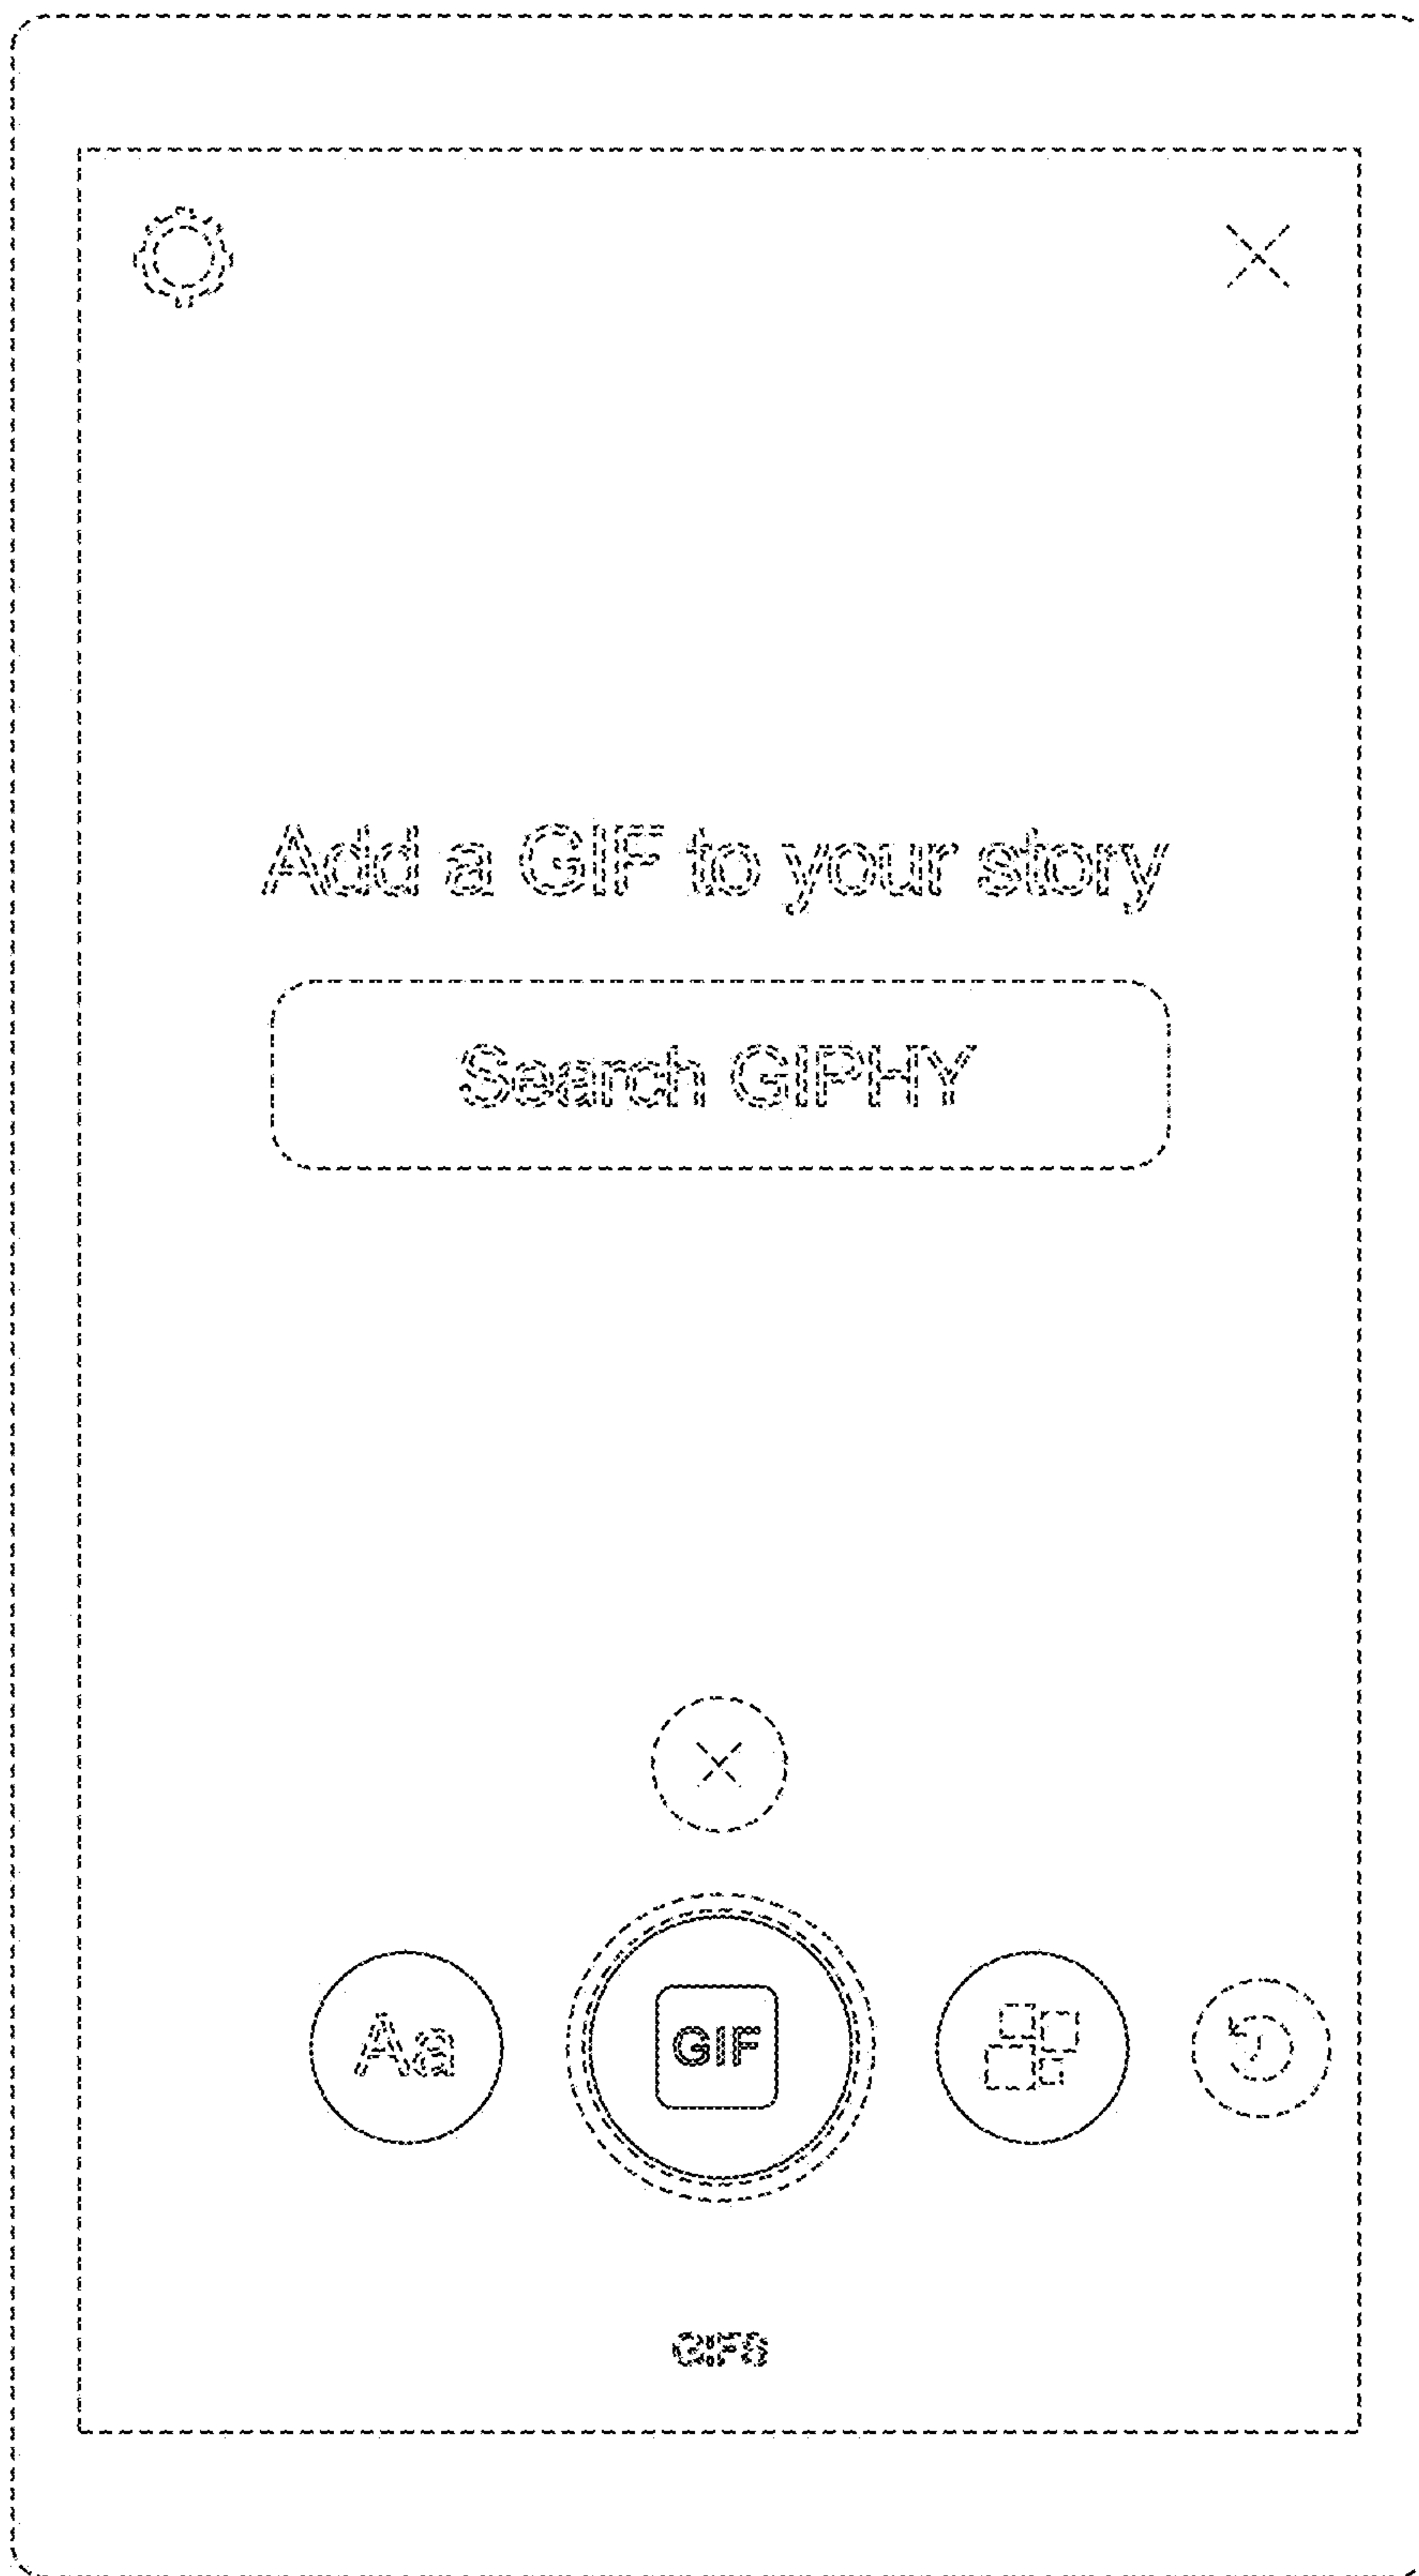 Add a GIF to your story
Search GIPHY
Aa
GIF
GIFS